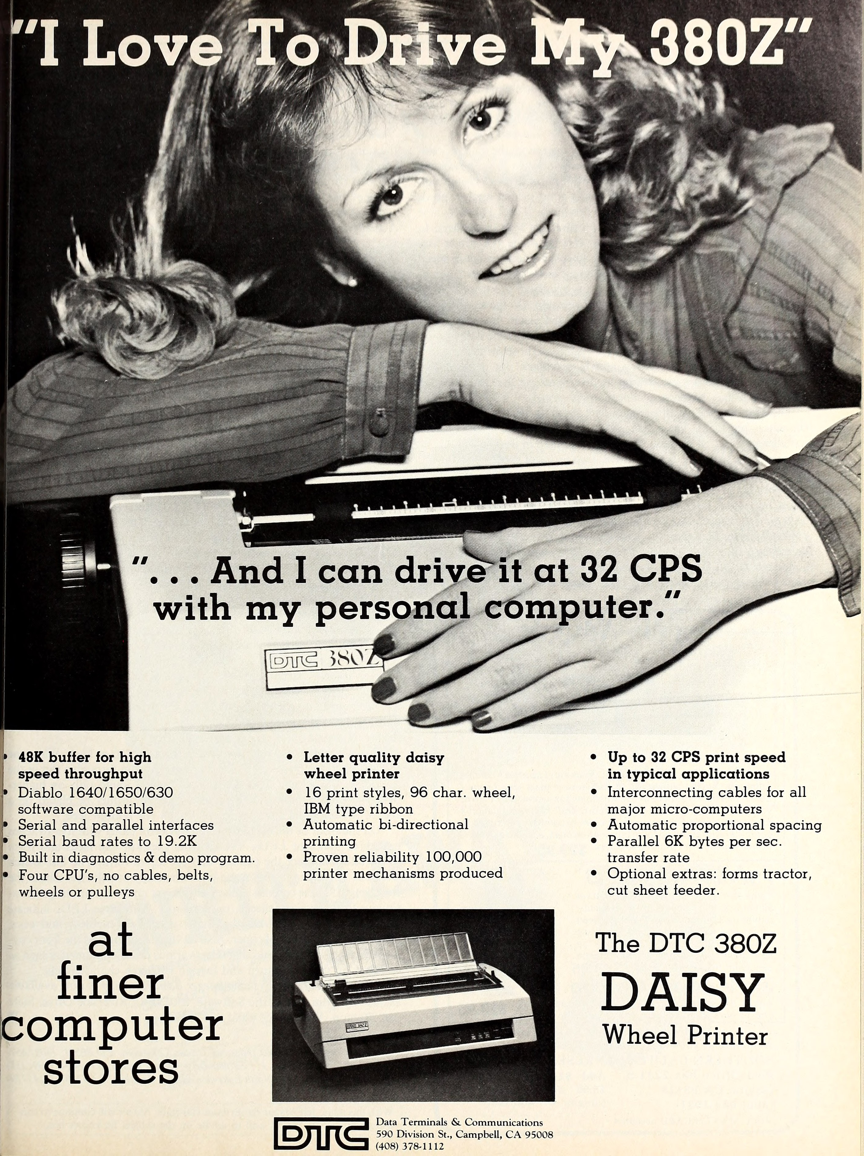 "I Love To Drive My 380Z"
". . . And I can drive it at 32 CPS
with my personal computer."
DTC 380Z
• 48K buffer for high
speed throughput
• Diablo 1640/1650/630
software compatible
• Serial and parallel interfaces
• Serial baud rates to 19.2K
• Built in diagnostics & demo program.
• Four CPU's, no cables, belts,
wheels or pulleys
• Letter quality daisy
wheel printer
• 16 print styles, 96 char. wheel,
IBM type ribbon
• Automatic bi-directional
printing
• Proven reliability 100,000
printer mechanisms produced
• Up to 32 CPS print speed
in typical applications
• Interconnecting cables for all
major micro-computers
• Automatic proportional spacing
• Parallel 6K bytes per sec.
transfer rate
• Optional extras: forms tractor,
cut sheet feeder.
at
finer
computer
stores
The DTC 380Z
DAISY
Wheel Printer
DTC
Data Terminals & Communications
590 Division St., Campbell, CA 95008
(408) 378-1112